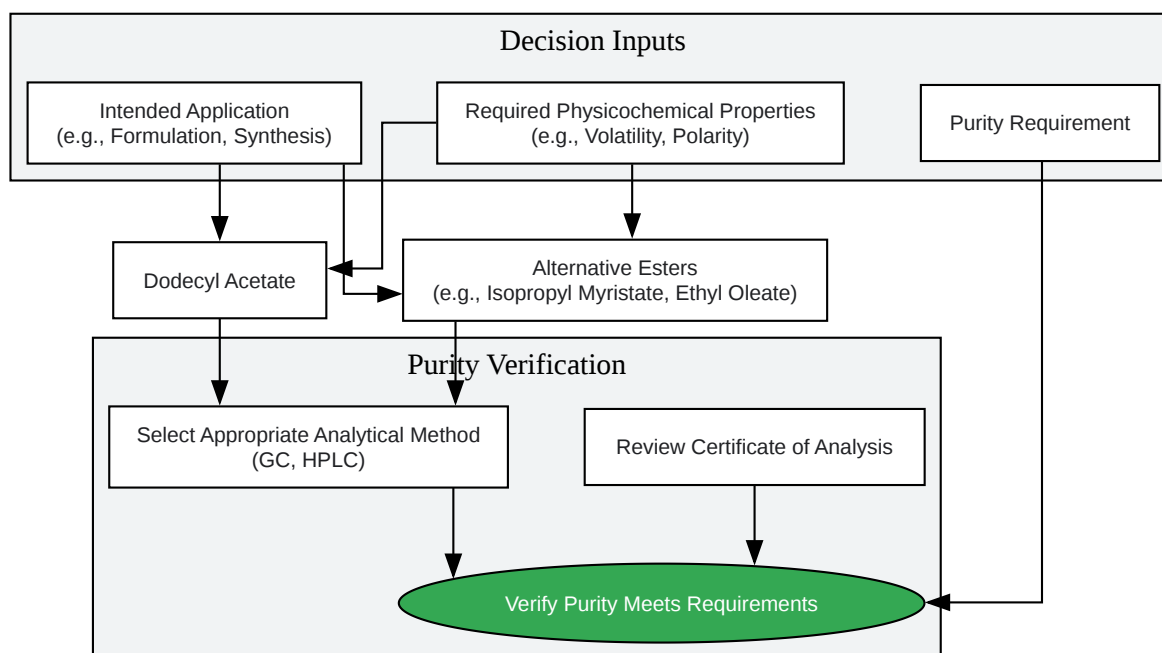 Decision Inputs
Intended Application
(e.g., Formulation, Synthesis)
Required Physicochemical Properties
(e.g., Volatility, Polarity)
Purity Requirement
Dodecyl Acetate
Alternative Esters
(e.g., Isopropyl Myristate, Ethyl Oleate)
Purity Verification
Select Appropriate Analytical Method
(GC, HPLC)
Review Certificate of Analysis
Verify Purity Meets Requirements